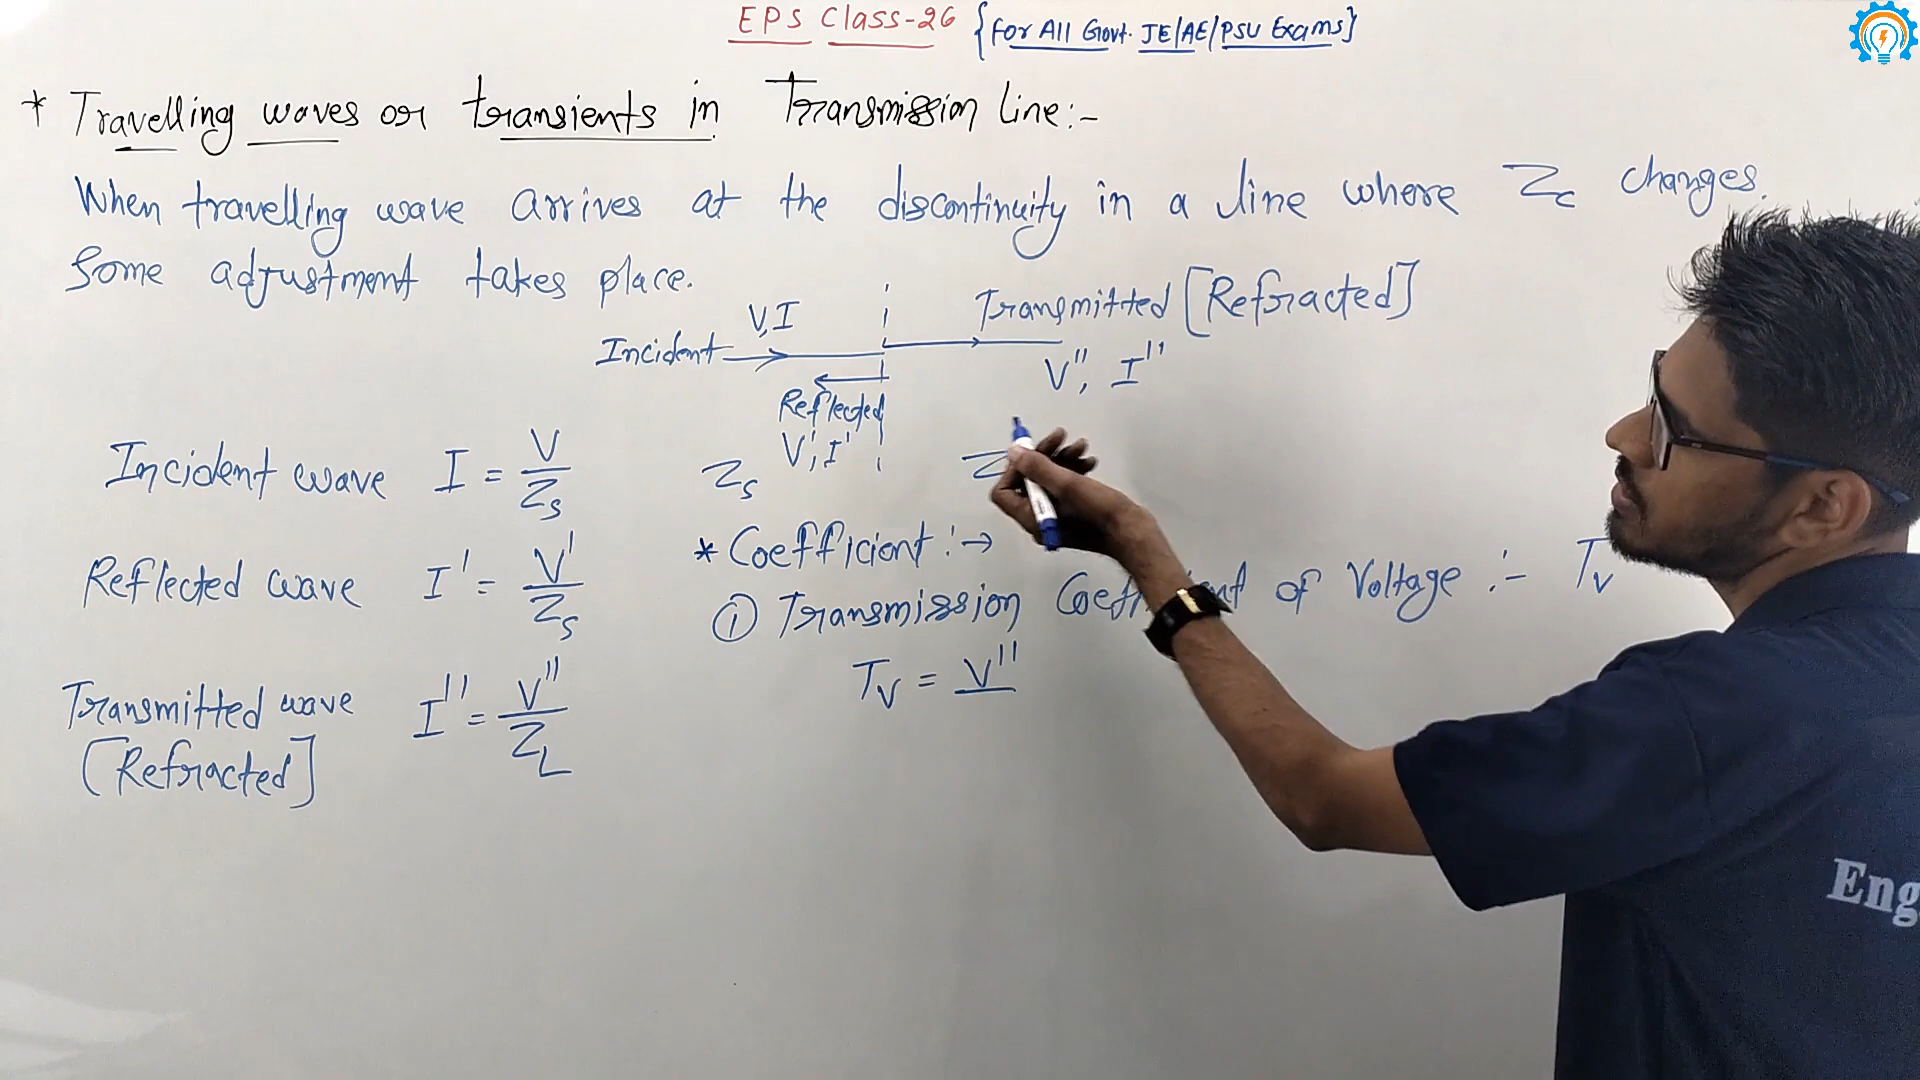 EPS Class-26 {For All Govt. JE/AE/PSU Exams}
* Travelling waves or transients in Transmission line:-
When travelling wave arrives at the discontinuity in a line where Zc changes.
Some adjustment takes place.
V,I
Transmitted [Refracted]
Incident
V'', I''
Reflected
V', I'
Zs
Z
Incident wave I = V/Zs
Reflected wave I' = V'/Zs
Transmitted wave I'' = V''/ZL
[Refracted]
* Coefficient :→
① Transmission of Voltage :- Tv
Tv = V''
Eng